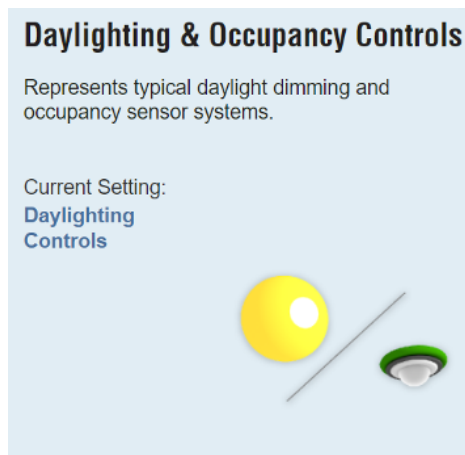 Daylighting & Occupancy Controls
Represents typical daylight dimming and
occupancy sensor systems.
Current Setting:
Daylighting
Controls